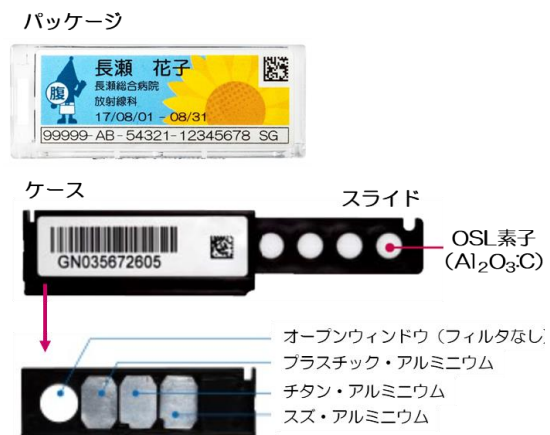 パッケージ
腹
長瀬 花子
長瀬総合病院
放射線科
17/08/01 - 08/31
99999-AB-54321-12345678 SG
ケース
スライド
GN035672605
OSL素子
(Al₂O₃:C)
オープンウィンドウ(フィルタなし)
プラスチック・アルミニウム
チタン・アルミニウム
スズ・アルミニウム